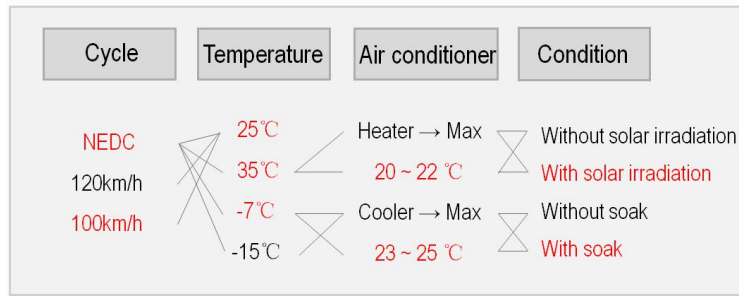 Cycle Temperature Air conditioner Condition
25℃ Heater → Max Without solar irradiation
NEDC 35℃ 20 ~ 22 ℃ With solar irradiation
120km/h -7℃ Cooler → Max Without soak
100km/h -15℃ 23 ~ 25 ℃ With soak